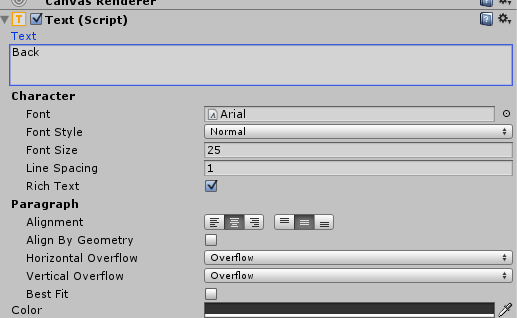 Canvas Renderer
T Text (Script)
Text
Back
Character
Font Arial
Font Style Normal
Font Size 25
Line Spacing 1
Rich Text
Paragraph
Alignment
Align By Geometry
Horizontal Overflow Overflow
Vertical Overflow Overflow
Best Fit
Color